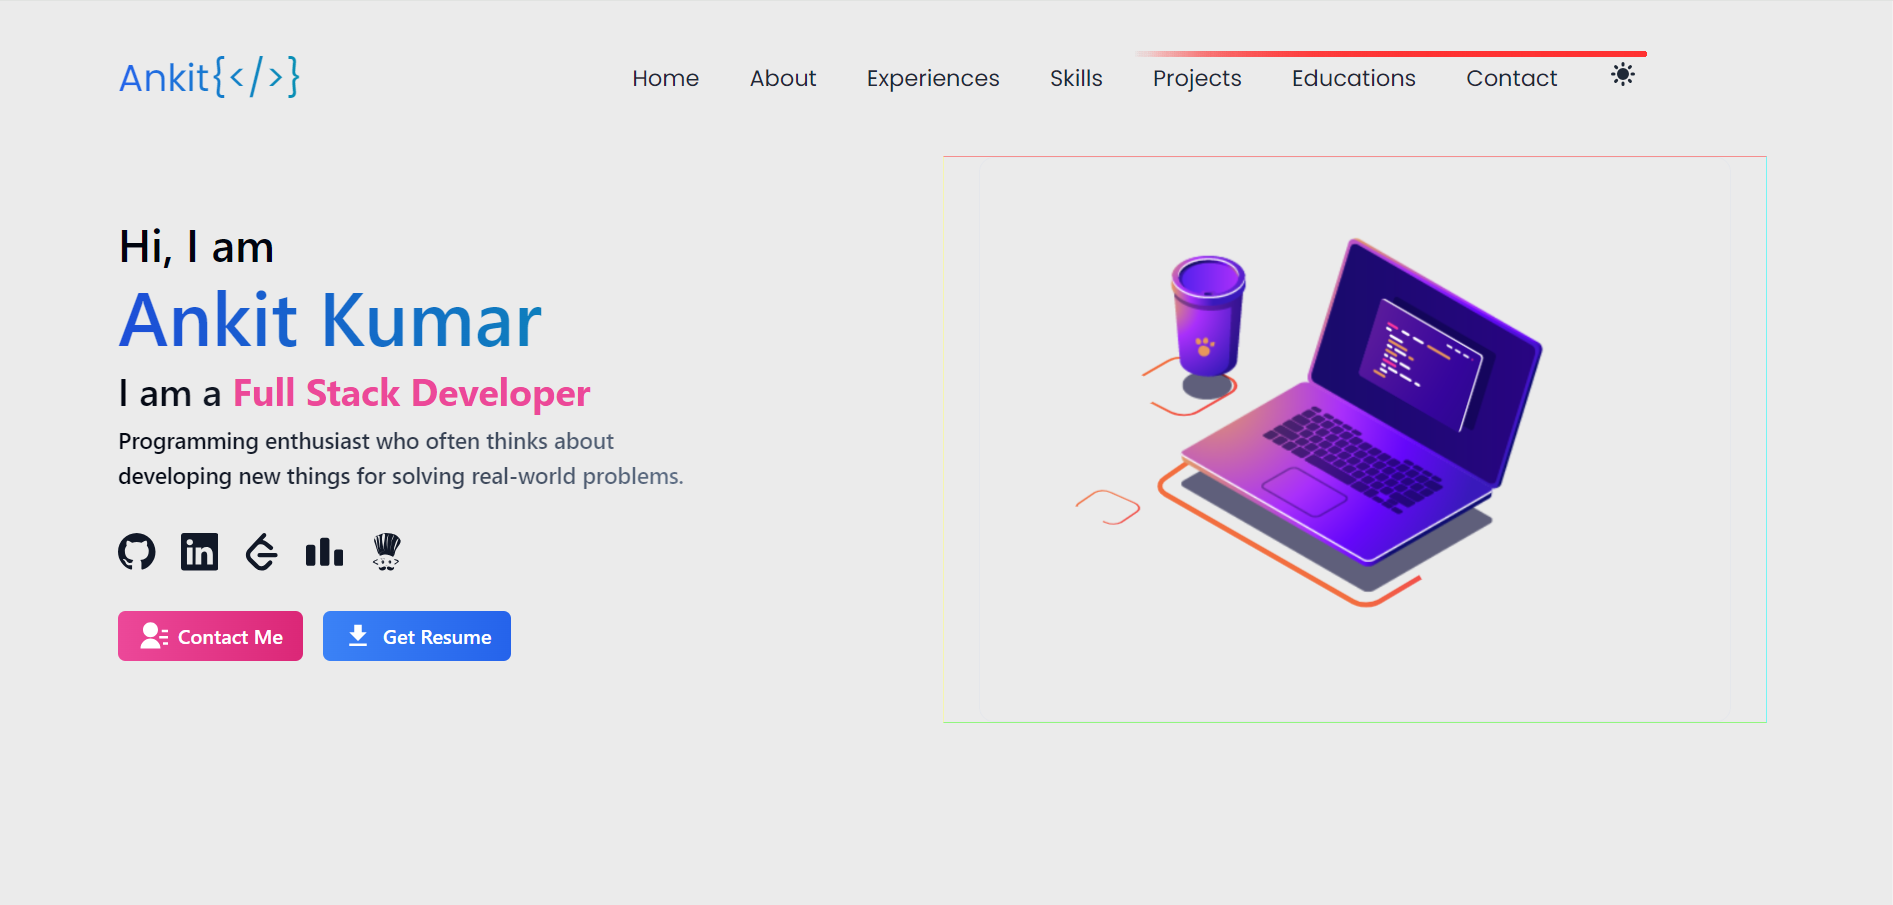 Ankit{</>}
Home About Experiences Skills Projects Educations Contact
Hi, I am
Ankit Kumar
I am a Full Stack Developer
Programming enthusiast who often thinks about
developing new things for solving real-world problems.
in
Contact Me Get Resume